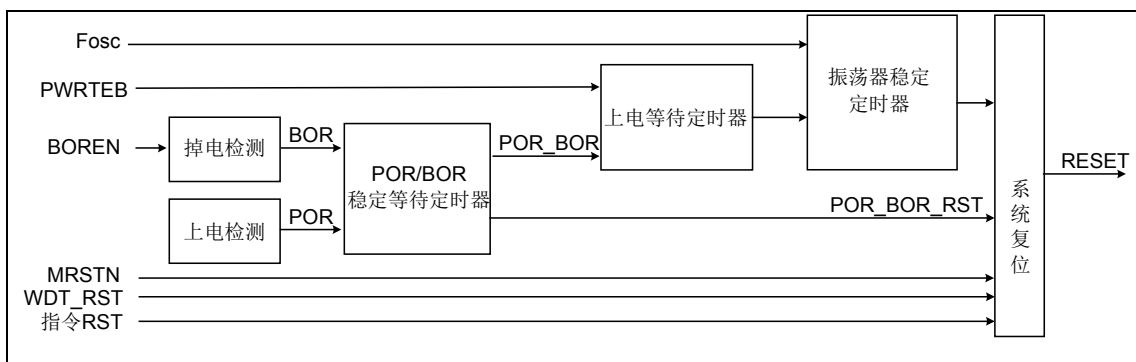 Fosc
PWRTEB
BOREN
掉电检测
BOR
上电检测
POR
POR/BOR
稳定等待定时器
POR_BOR
上电等待定时器
振荡器稳定
定时器
POR_BOR_RST
MRSTN
WDT_RST
指令RST
系统复位
RESET